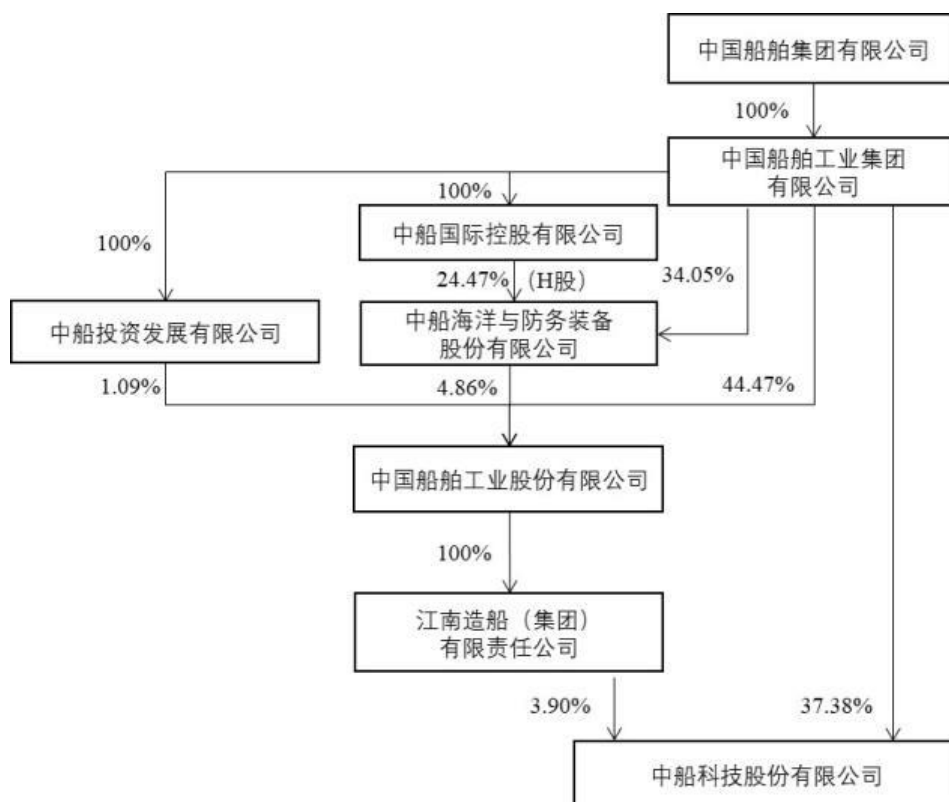 中国船舶集团有限公司
100%
中国船舶工业集团
有限公司
100%
中船国际控股有限公司
100%
24.47%（H股）
34.05%
中船投资发展有限公司
中船海洋与防务装备
股份有限公司
1.09%
4.86%
44.47%
中国船舶工业股份有限公司
100%
江南造船（集团）
有限责任公司
3.90%
37.38%
中船科技股份有限公司